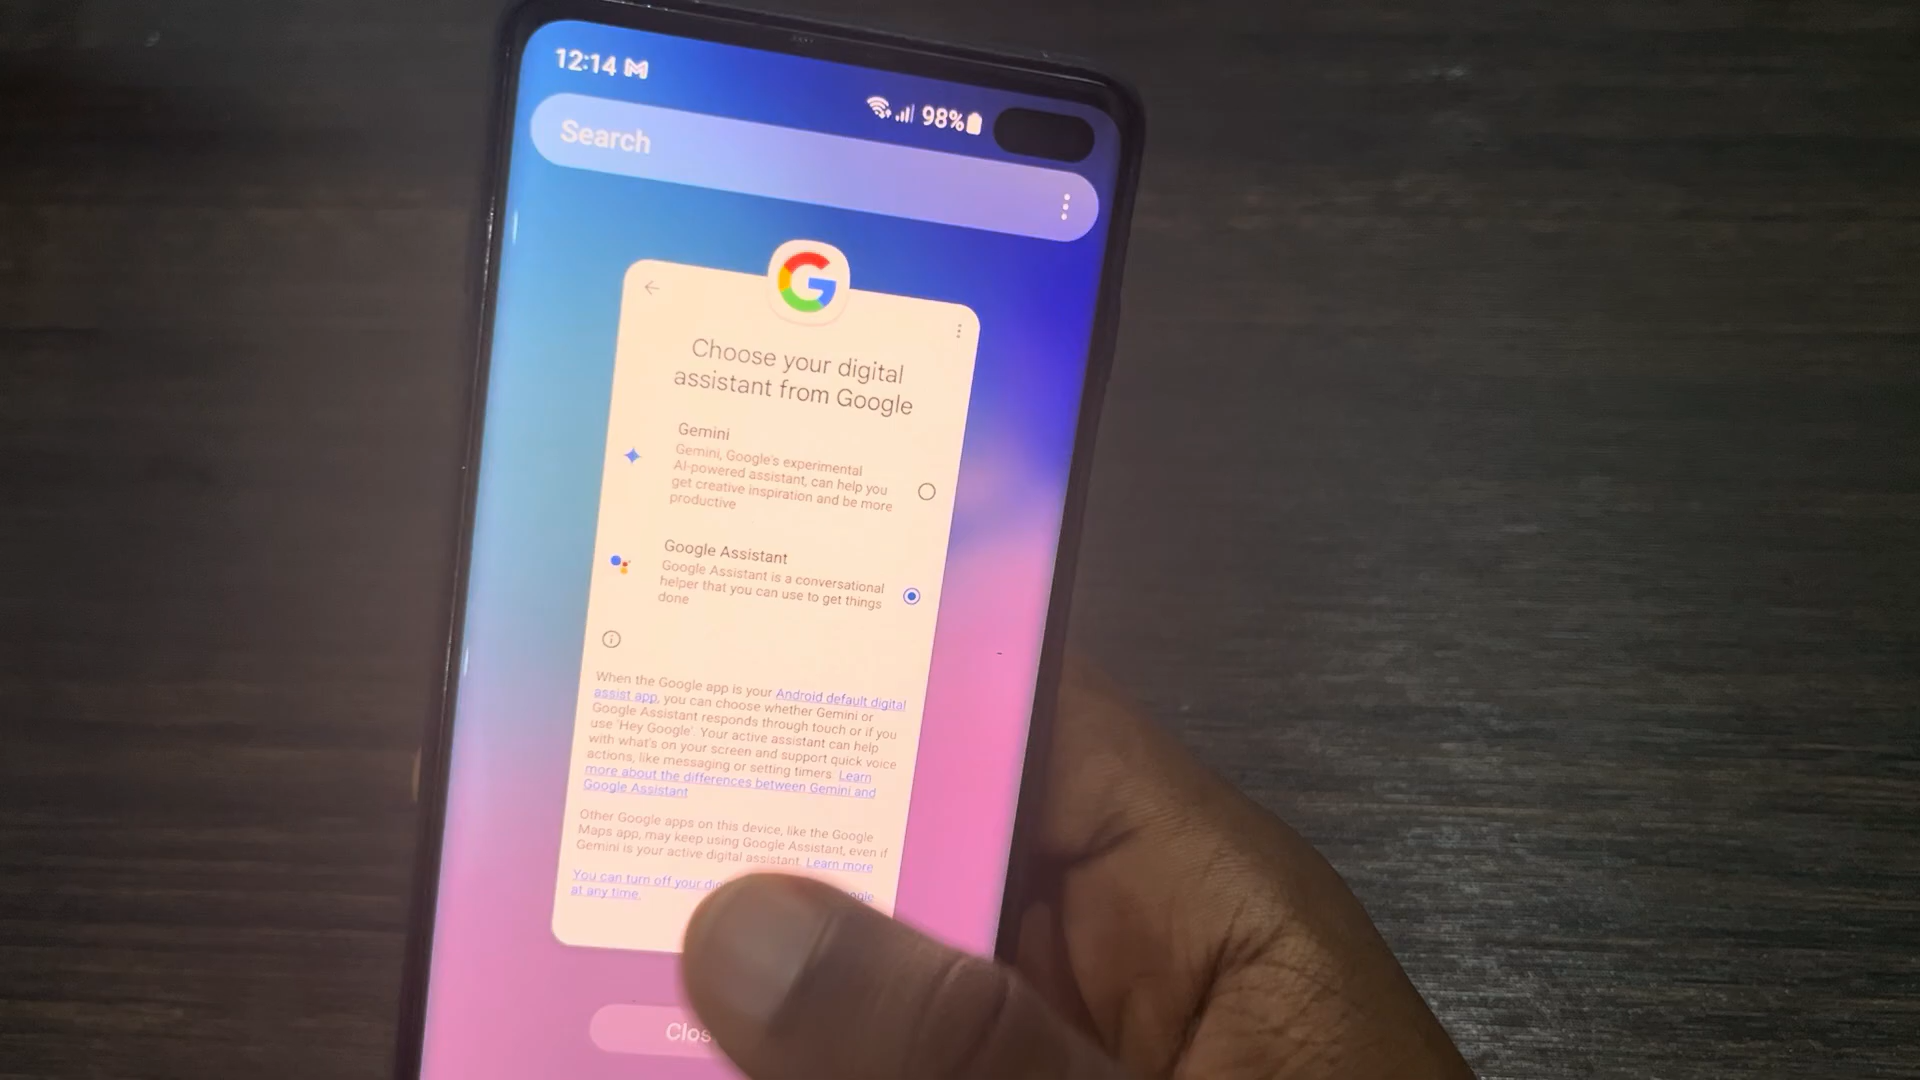 12:14
98%
Search
Choose your digital
assistant from Google
Gemini
Gemini, Google's experimental
AI-powered assistant, can help you
get creative inspiration and be more
productive
Google Assistant
Google Assistant is a conversational
helper that you can use to get things
done
When the Google app is your Android default digital
assist app, you can choose whether Gemini or
Google Assistant responds through touch or if you
use 'Hey Google'. Your active assistant can help
with what's on your screen and support quick voice
actions, like messaging or setting timers. Learn
more about the differences between Gemini and
Google Assistant
Other Google apps on this device, like the Google
Maps app, may keep using Google Assistant, even if
Gemini is your active digital assistant. Learn more
You can turn off your
at any time.